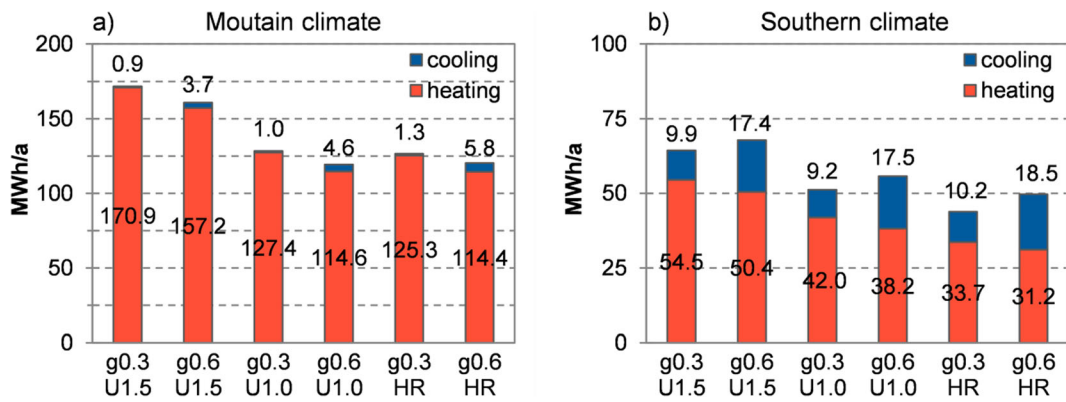 a) Moutain climate
200
150
100
50
0
MWh/a
cooling
heating
0.9
3.7
1.0
4.6
1.3
5.8
170.9
157.2
127.4
114.6
125.3
114.4
g0.3 g0.6 g0.3 g0.6 g0.3 g0.6
U1.5 U1.5 U1.0 U1.0 HR HR
b) Southern climate
100
75
50
25
0
MWh/a
cooling
heating
9.9
17.4
9.2
17.5
10.2
18.5
54.5
50.4
42.0
38.2
33.7
31.2
g0.3 g0.6 g0.3 g0.6 g0.3 g0.6
U1.5 U1.5 U1.0 U1.0 HR HR